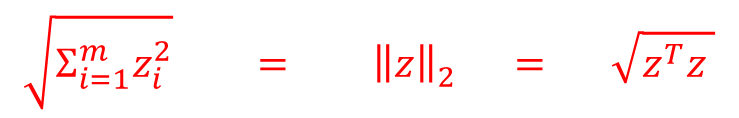 √(Σ_{i=1}^{m} z_i^2) = ‖z‖_2 = √(z^T z)